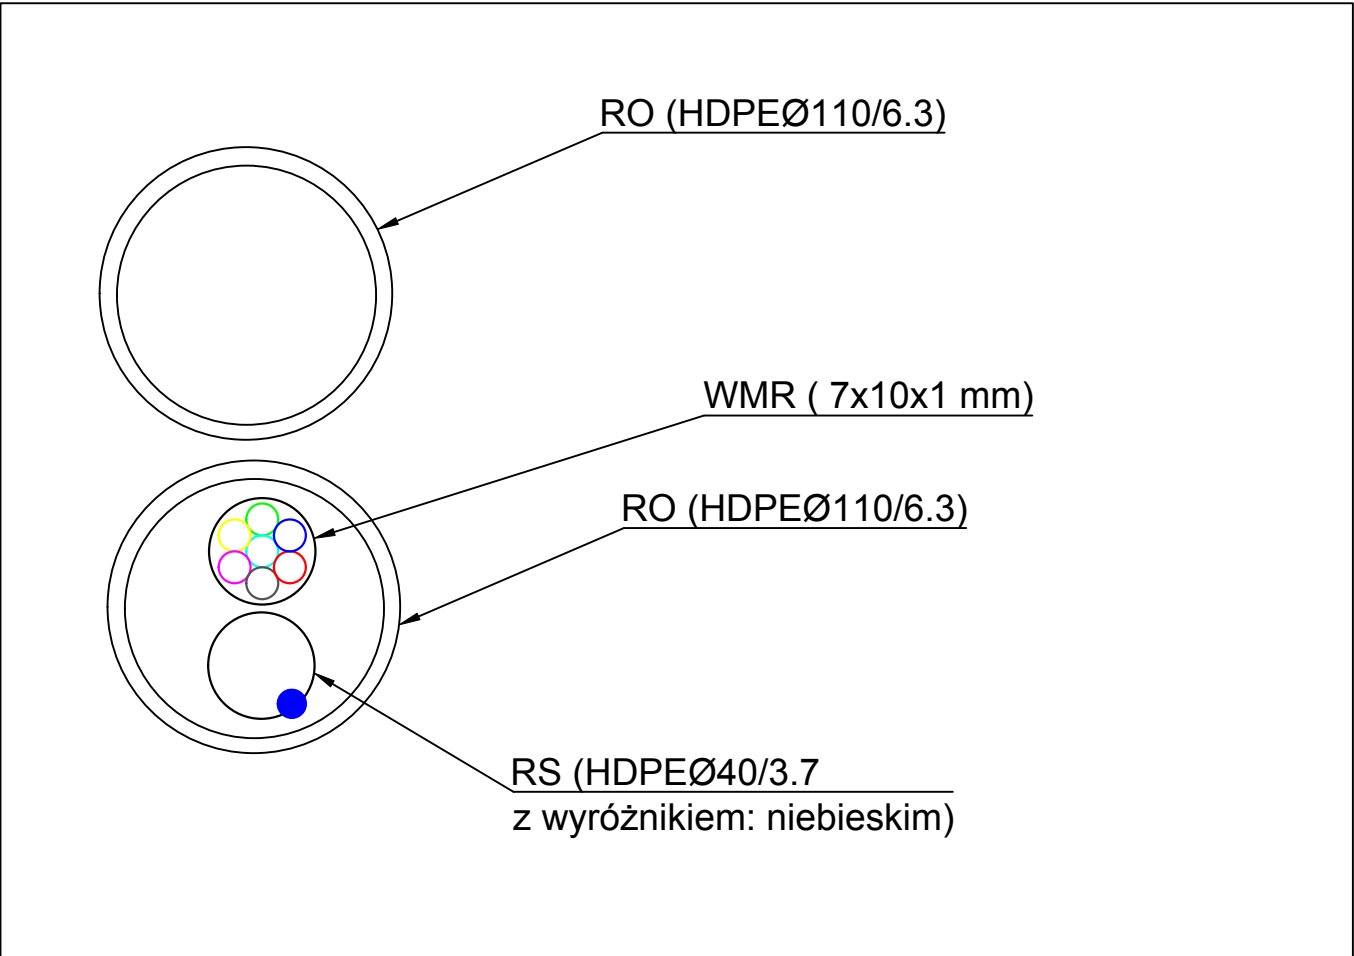 RO (HDPEØ110/6.3)
WMR ( 7x10x1 mm)
RO (HDPEØ110/6.3)
RS (HDPEØ40/3.7
z wyróżnikiem: niebieskim)